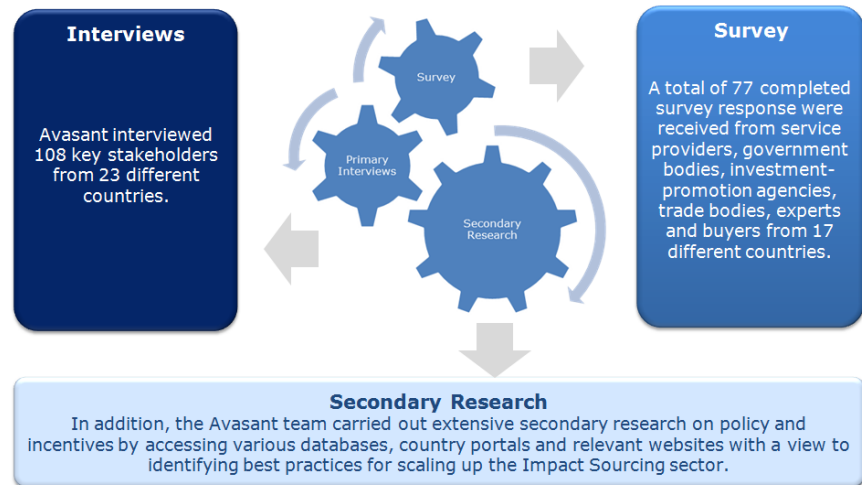 Interviews
Avasant interviewed
108 key stakeholders
from 23 different
countries.
Survey
Primary
Interviews
Secondary
Research
Survey
A total of 77 completed
survey response were
received from service
providers, government
bodies, investment-
promotion agencies,
trade bodies, experts
and buyers from 17
different countries.
Secondary Research
In addition, the Avasant team carried out extensive secondary research on policy and
incentives by accessing various databases, country portals and relevant websites with a view to
identifying best practices for scaling up the Impact Sourcing sector.